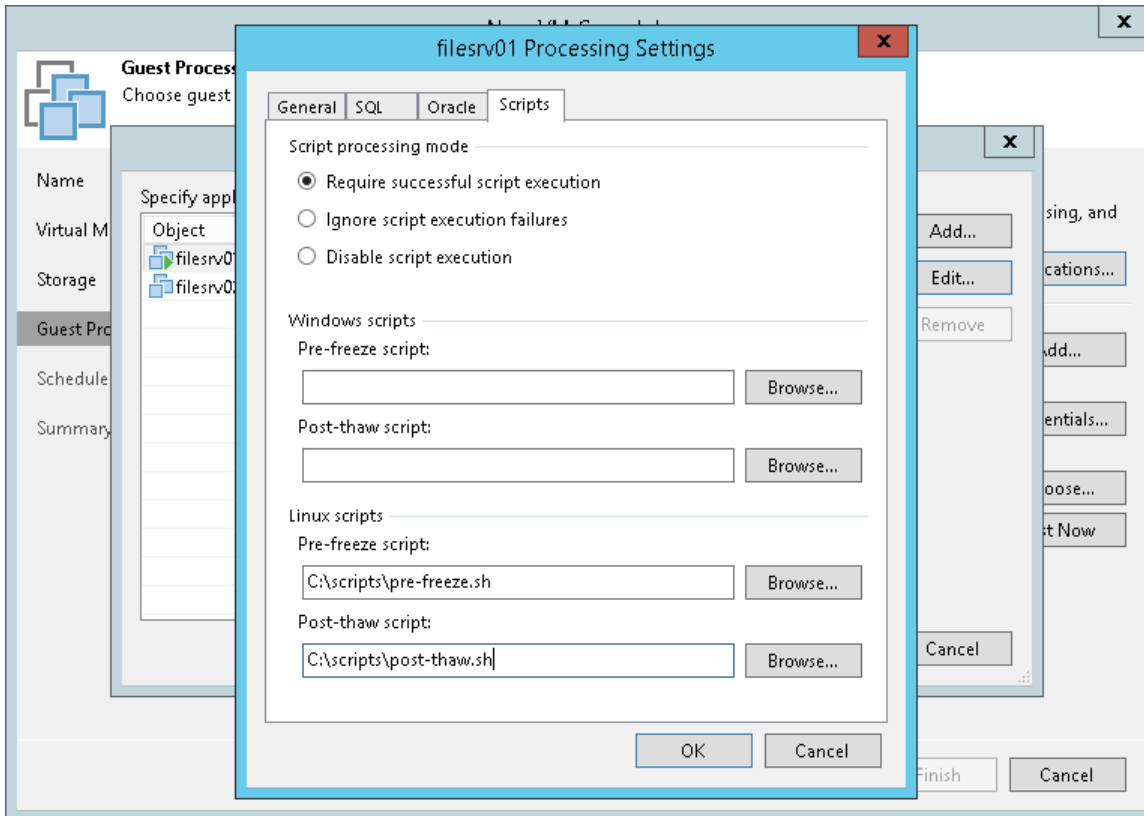 filesrv01 Processing Settings
x
x
Guest Process
Choose guest
General
SQL
Oracle
Scripts
x
Name
Virtual M
Storage
Guest Pro
Schedule
Summary
Specify appl
Object
filesrv01
filesrv02
Script processing mode
Require successful script execution
Ignore script execution failures
Disable script execution
Windows scripts
Pre-freeze script:
Browse...
Post-thaw script:
Browse...
Linux scripts
Pre-freeze script:
C:\scripts\pre-freeze.sh
Browse...
Post-thaw script:
C:\scripts\post-thaw.sh
Browse...
OK
Cancel
Add...
Edit...
Remove
Cancel
sing, and
cations...
Add...
entials...
oose...
st Now
Finish
Cancel